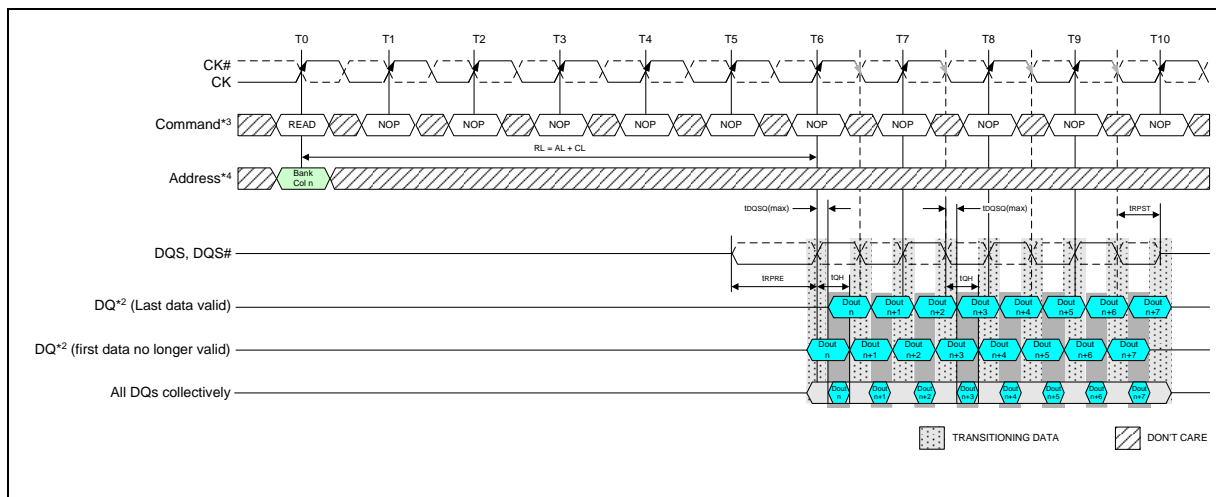 T0 T1 T2 T3 T4 T5 T6 T7 T8 T9 T10
CK#
CK
Command*3 READ NOP NOP NOP NOP NOP NOP NOP NOP NOP NOP
RL = AL + CL
Address*4 Bank
Col n
tDQSQ(max) tDQSQ(max) tRPST
DQS, DQS#
tRPRE tQH tQH
DQ*2 (Last data valid) Dout
n Dout
n+1 Dout
n+2 Dout
n+3 Dout
n+4 Dout
n+5 Dout
n+6 Dout
n+7
DQ*2 (first data no longer valid) Dout
n Dout
n+1 Dout
n+2 Dout
n+3 Dout
n+4 Dout
n+5 Dout
n+6 Dout
n+7
All DQs collectively Dout
n Dout
n+1 Dout
n+2 Dout
n+3 Dout
n+4 Dout
n+5 Dout
n+6 Dout
n+7
TRANSITIONING DATA DON'T CARE